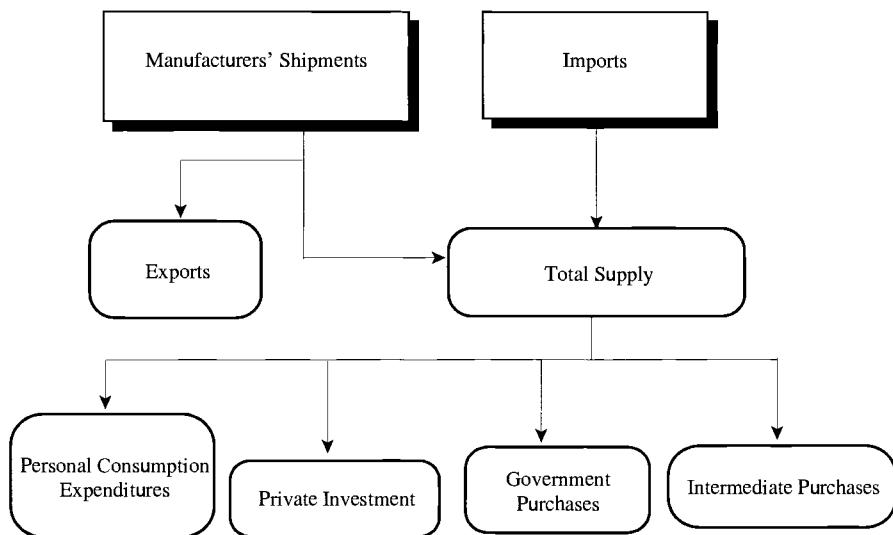 Manufacturers' Shipments
Imports
Exports
Total Supply
Personal Consumption
Expenditures
Private Investment
Government
Purchases
Intermediate Purchases